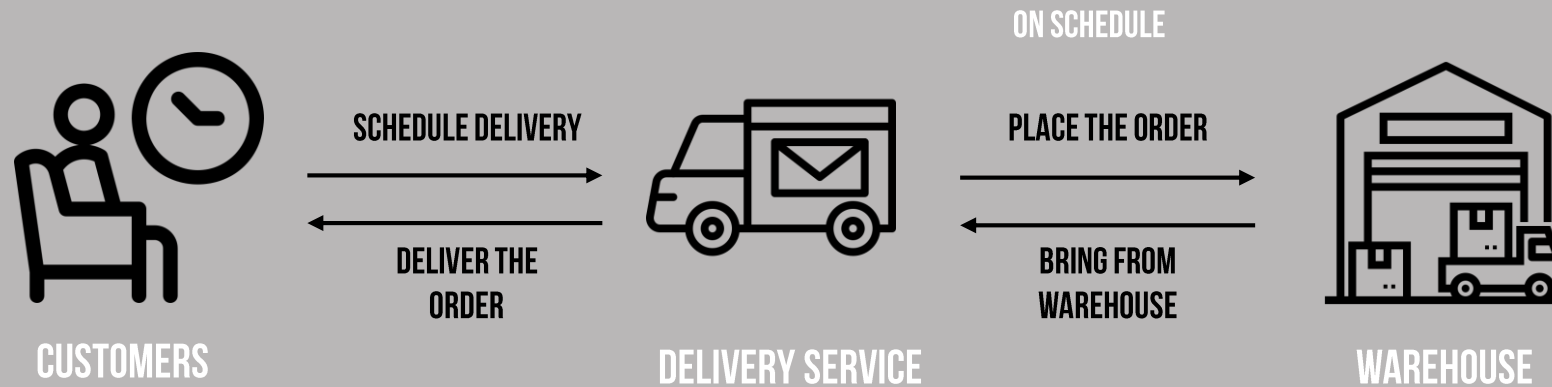 ON SCHEDULE
SCHEDULE DELIVERY
PLACE THE ORDER
DELIVER THE
ORDER
BRING FROM
WAREHOUSE
CUSTOMERS
DELIVERY SERVICE
WAREHOUSE